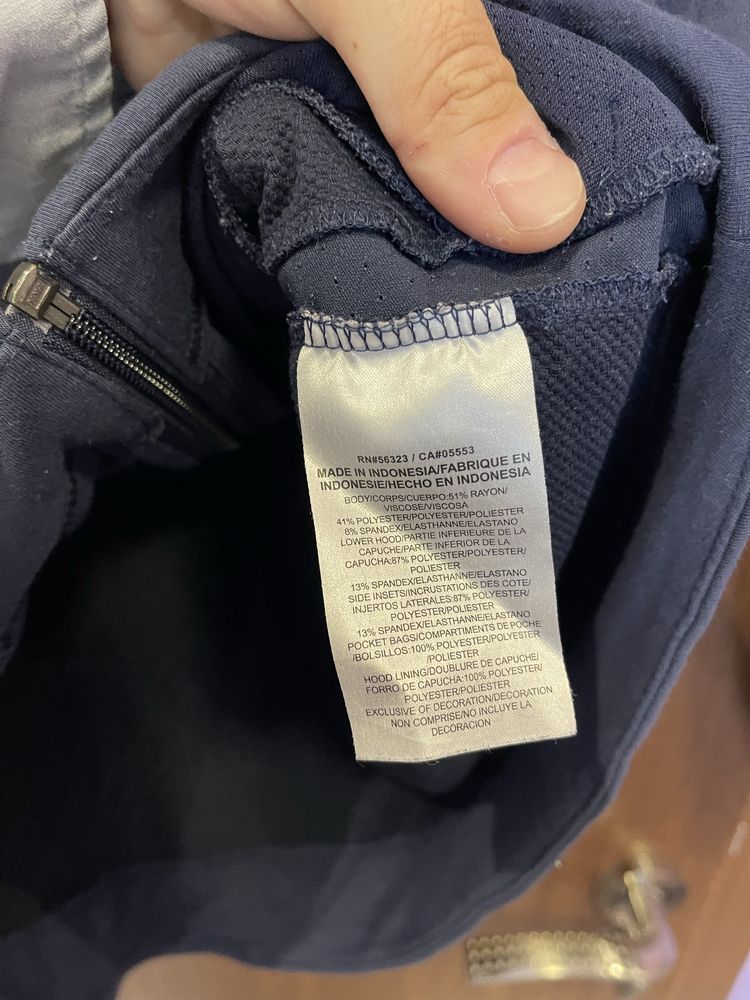 RN#56323 / CA#05553
MADE IN INDONESIA/FABRIQUE EN
INDONESIE/HECHO EN INDONESIA
BODY/CORPS/CUERPO:51% RAYON/
VISCOSE/VISCOSA
41% POLYESTER/POLYESTER/POLIESTER
8% SPANDEX/ELASTHANNE/ELASTANO
LOWER HOOD/PARTIE INFERIEURE DE LA
CAPUCHE/PARTE INFERIOR DE LA
CAPUCHA:87% POLYESTER/POLYESTER/
POLIESTER
13% SPANDEX/ELASTHANNE/ELASTANO
SIDE INSETS/INCRUSTATIONS DES COTE/
INJERTOS LATERALES:87% POLYESTER
/POLYESTER/POLIESTER
13% SPANDEX/ELASTHANNE/ELASTANO
POCKET BAGS/COMPARTIMENTS DE POCHE
/BOLSILLOS:100% POLYESTER/POLYESTER
/POLIESTER
HOOD LINING/DOUBLURE DE CAPUCHE/
FORRO DE CAPUCHA:100% POLYESTER/
POLYESTER/POLIESTER
EXCLUSIVE OF DECORATION/DECORATION
NON COMPRISE/NO INCLUYE LA
DECORACION